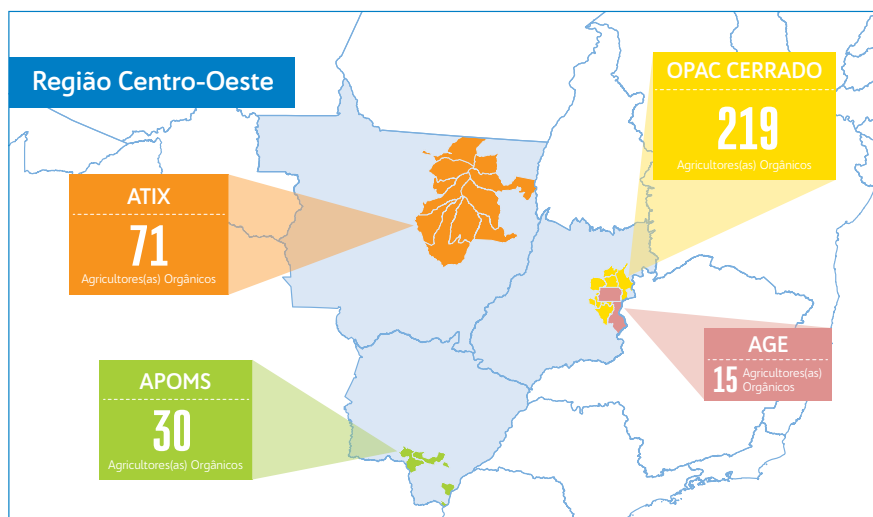 Região Centro-Oeste
OPAC CERRADO
219
Agricultores(as) Orgânicos
ATIX
71
Agricultores(as) Orgânicos
AGE
15 Agricultores(as)
Orgânicos
APOMS
30
Agricultores(as) Orgânicos